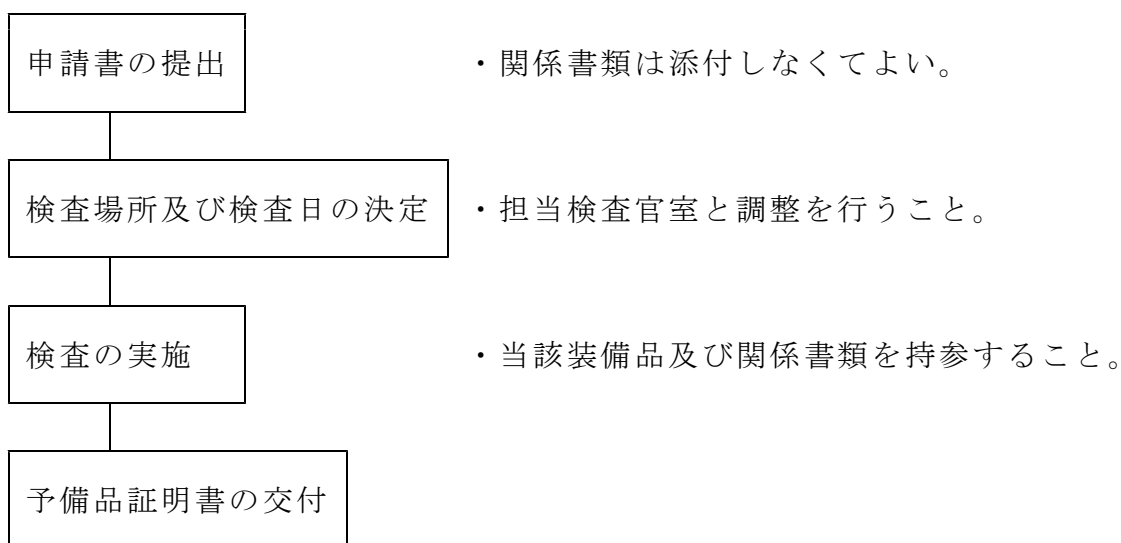 申請書の提出
・関係書類は添付しなくてよい。
検査場所及び検査日の決定
・担当検査官室と調整を行うこと。
検査の実施
・当該装備品及び関係書類を持参すること。
予備品証明書の交付